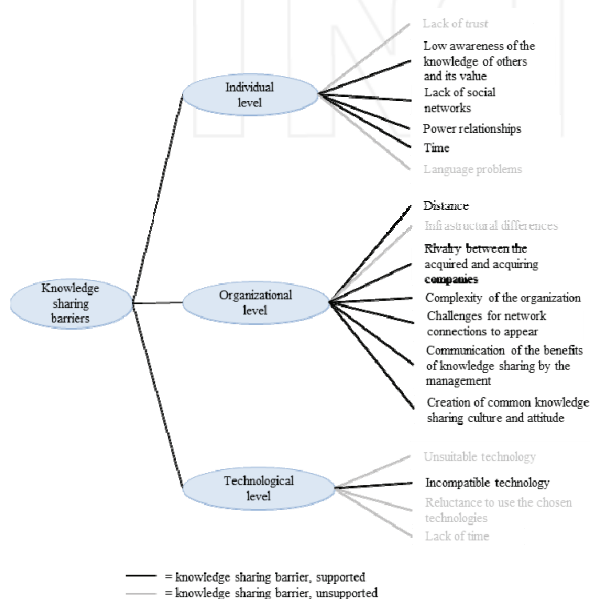 Lack of trust
Low awareness of the
knowledge of others
and its value
Lack of social
networks
Power relationships
Time
Language problems
Individual
level
Distance
Infrastructural differences
Rivalry between the
acquired and acquiring
companies
Complexity of the organization
Challenges for network
connections to appear
Communication of the benefits
of knowledge sharing by the
management
Creation of common knowledge
sharing culture and attitude
Organizational
level
Knowledge
sharing
barriers
Unsuitable technology
Incompatible technology
Reluctance to use the chosen
technologies
Lack of time
Technological
level
= knowledge sharing barrier, supported
= knowledge sharing barrier, unsupported